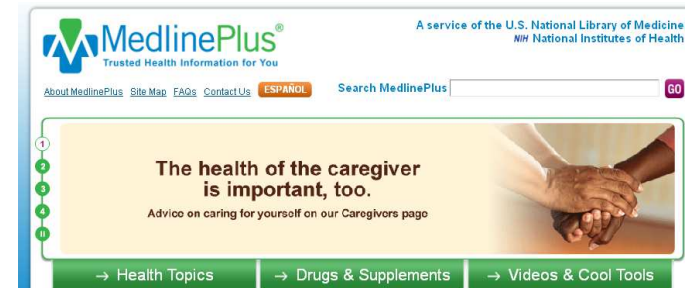 MedlinePlus®
Trusted Health Information for You
A service of the U.S. National Library of Medicine
NIH National Institutes of Health
About MedlinePlus Site Map FAQs Contact Us ESPAÑOL Search MedlinePlus GO
1
2
3
4
The health of the caregiver
is important, too.
Advice on caring for yourself on our Caregivers page
→ Health Topics → Drugs & Supplements → Videos & Cool Tools